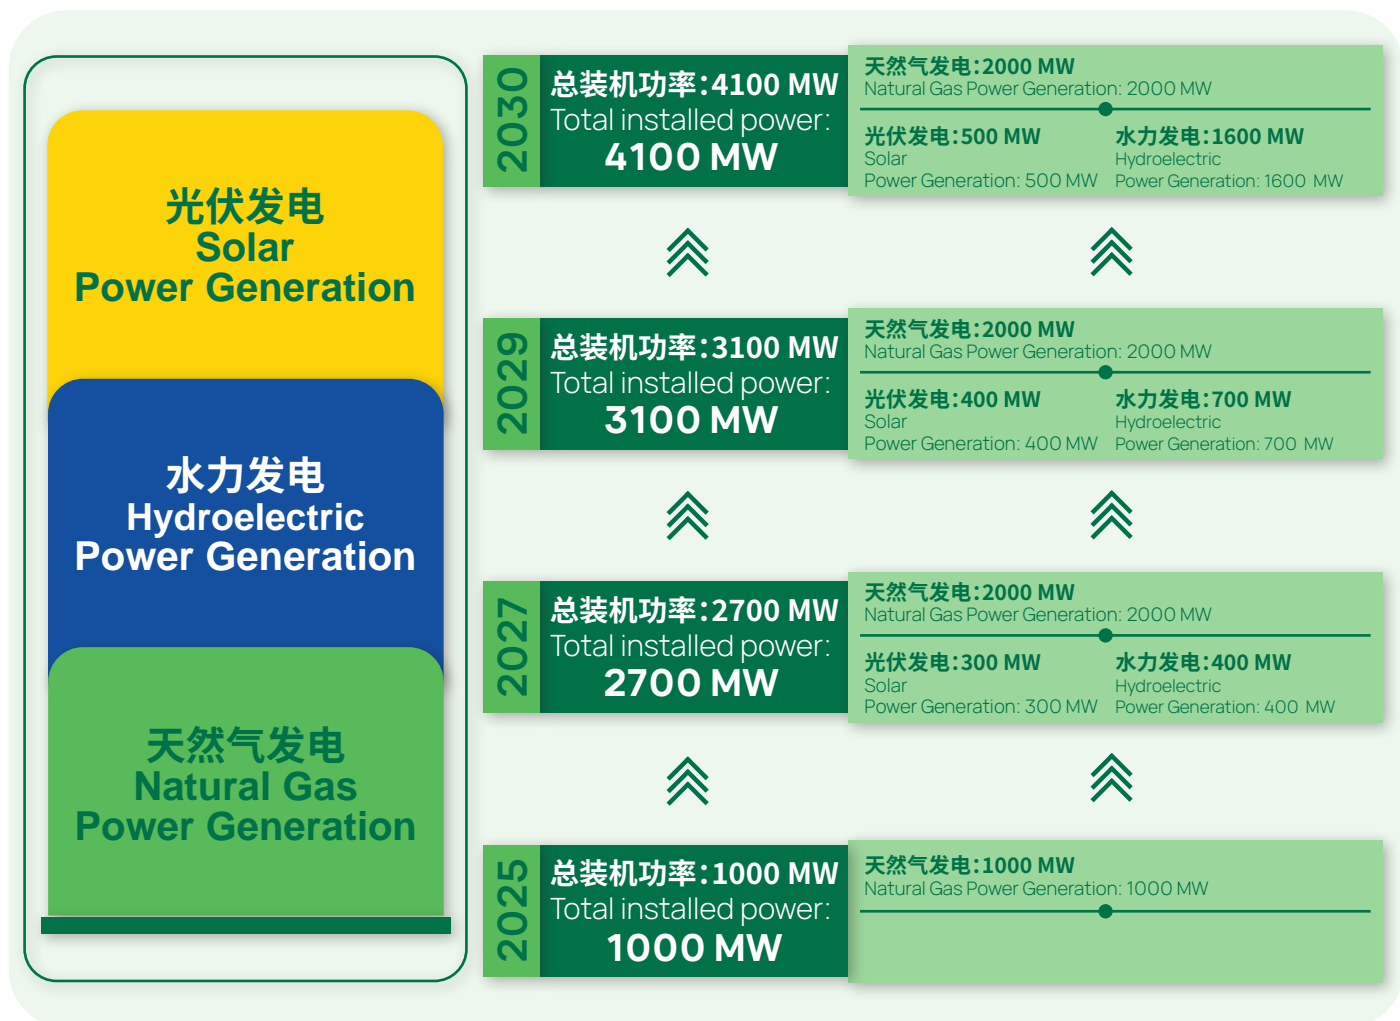 光伏发电
Solar
Power Generation
水力发电
Hydroelectric
Power Generation
天然气发电
Natural Gas
Power Generation
2030
总装机功率:4100 MW
Total installed power:
4100 MW
天然气发电:2000 MW
Natural Gas Power Generation: 2000 MW
光伏发电:500 MW
Solar
Power Generation: 500 MW
水力发电:1600 MW
Hydroelectric
Power Generation: 1600 MW
2029
总装机功率:3100 MW
Total installed power:
3100 MW
天然气发电:2000 MW
Natural Gas Power Generation: 2000 MW
光伏发电:400 MW
Solar
Power Generation: 400 MW
水力发电:700 MW
Hydroelectric
Power Generation: 700 MW
2027
总装机功率:2700 MW
Total installed power:
2700 MW
天然气发电:2000 MW
Natural Gas Power Generation: 2000 MW
光伏发电:300 MW
Solar
Power Generation: 300 MW
水力发电:400 MW
Hydroelectric
Power Generation: 400 MW
2025
总装机功率:1000 MW
Total installed power:
1000 MW
天然气发电:1000 MW
Natural Gas Power Generation: 1000 MW